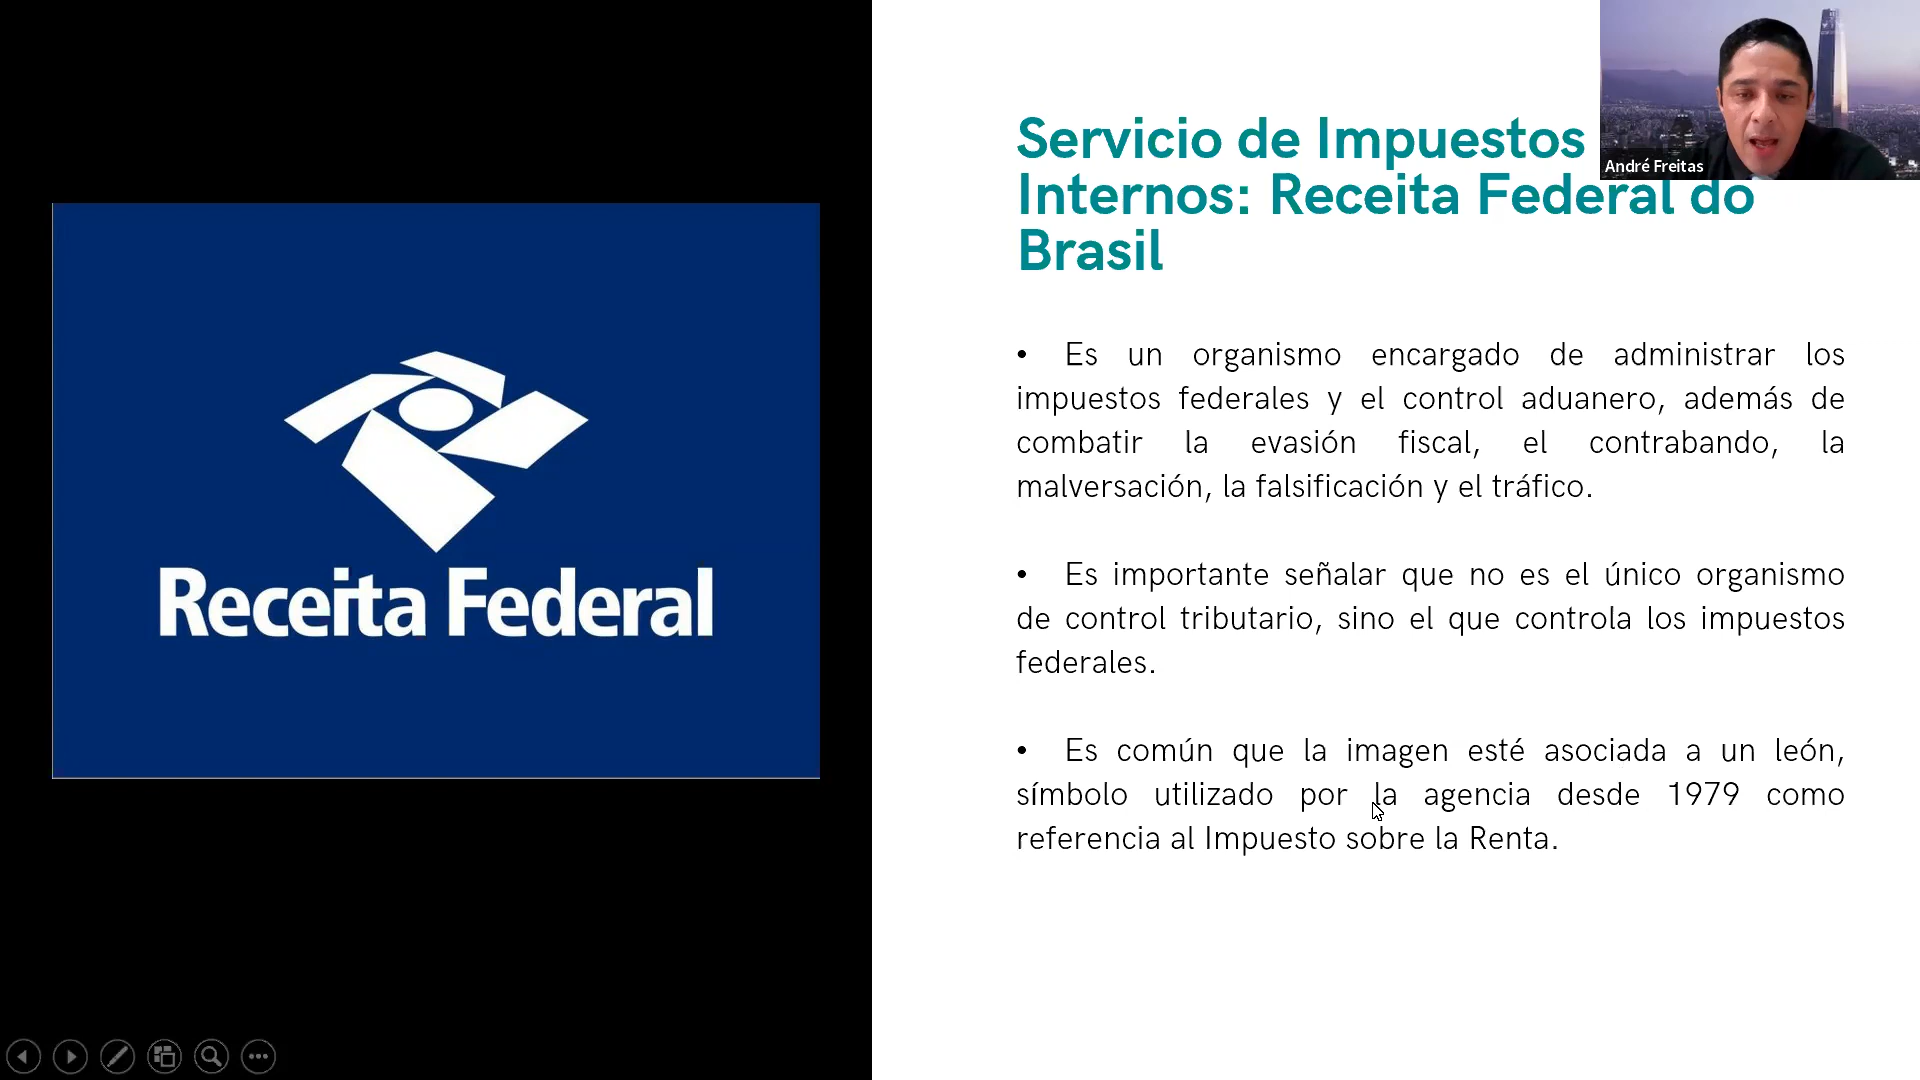 Receita Federal
André Freitas
Servicio de Impuestos
Internos: Receita Federal do
Brasil
• Es un organismo encargado de administrar los
impuestos federales y el control aduanero, además de
combatir la evasión fiscal, el contrabando, la
malversación, la falsificación y el tráfico.
• Es importante señalar que no es el único organismo
de control tributario, sino el que controla los impuestos
federales.
• Es común que la imagen esté asociada a un león,
símbolo utilizado por la agencia desde 1979 como
referencia al Impuesto sobre la Renta.